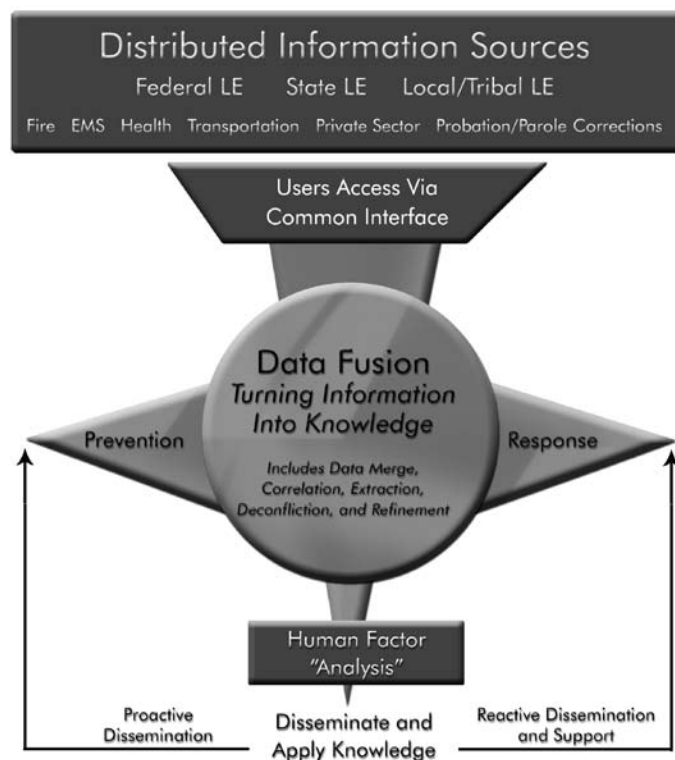 Distributed Information Sources
Federal LE State LE Local/Tribal LE
Fire EMS Health Transportation Private Sector Probation/Parole Corrections
Users Access Via
Common Interface
Data Fusion
Turning Information
Into Knowledge
Includes Data Merge,
Correlation, Extraction,
Deconfliction, and Refinement
Prevention
Response
Human Factor
"Analysis"
Proactive
Dissemination
Disseminate and
Apply Knowledge
Reactive Dissemination
and Support